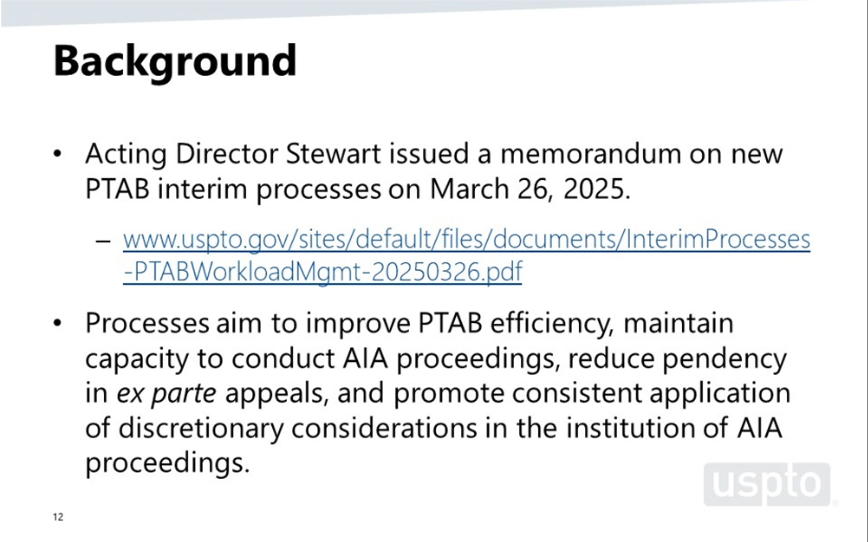 Background
• Acting Director Stewart issued a memorandum on new
PTAB interim processes on March 26, 2025.
– www.uspto.gov/sites/default/files/documents/InterimProcesses
-PTABWorkloadMgmt-20250326.pdf
• Processes aim to improve PTAB efficiency, maintain
capacity to conduct AIA proceedings, reduce pendency
in ex parte appeals, and promote consistent application
of discretionary considerations in the institution of AIA
proceedings.
uspto
12